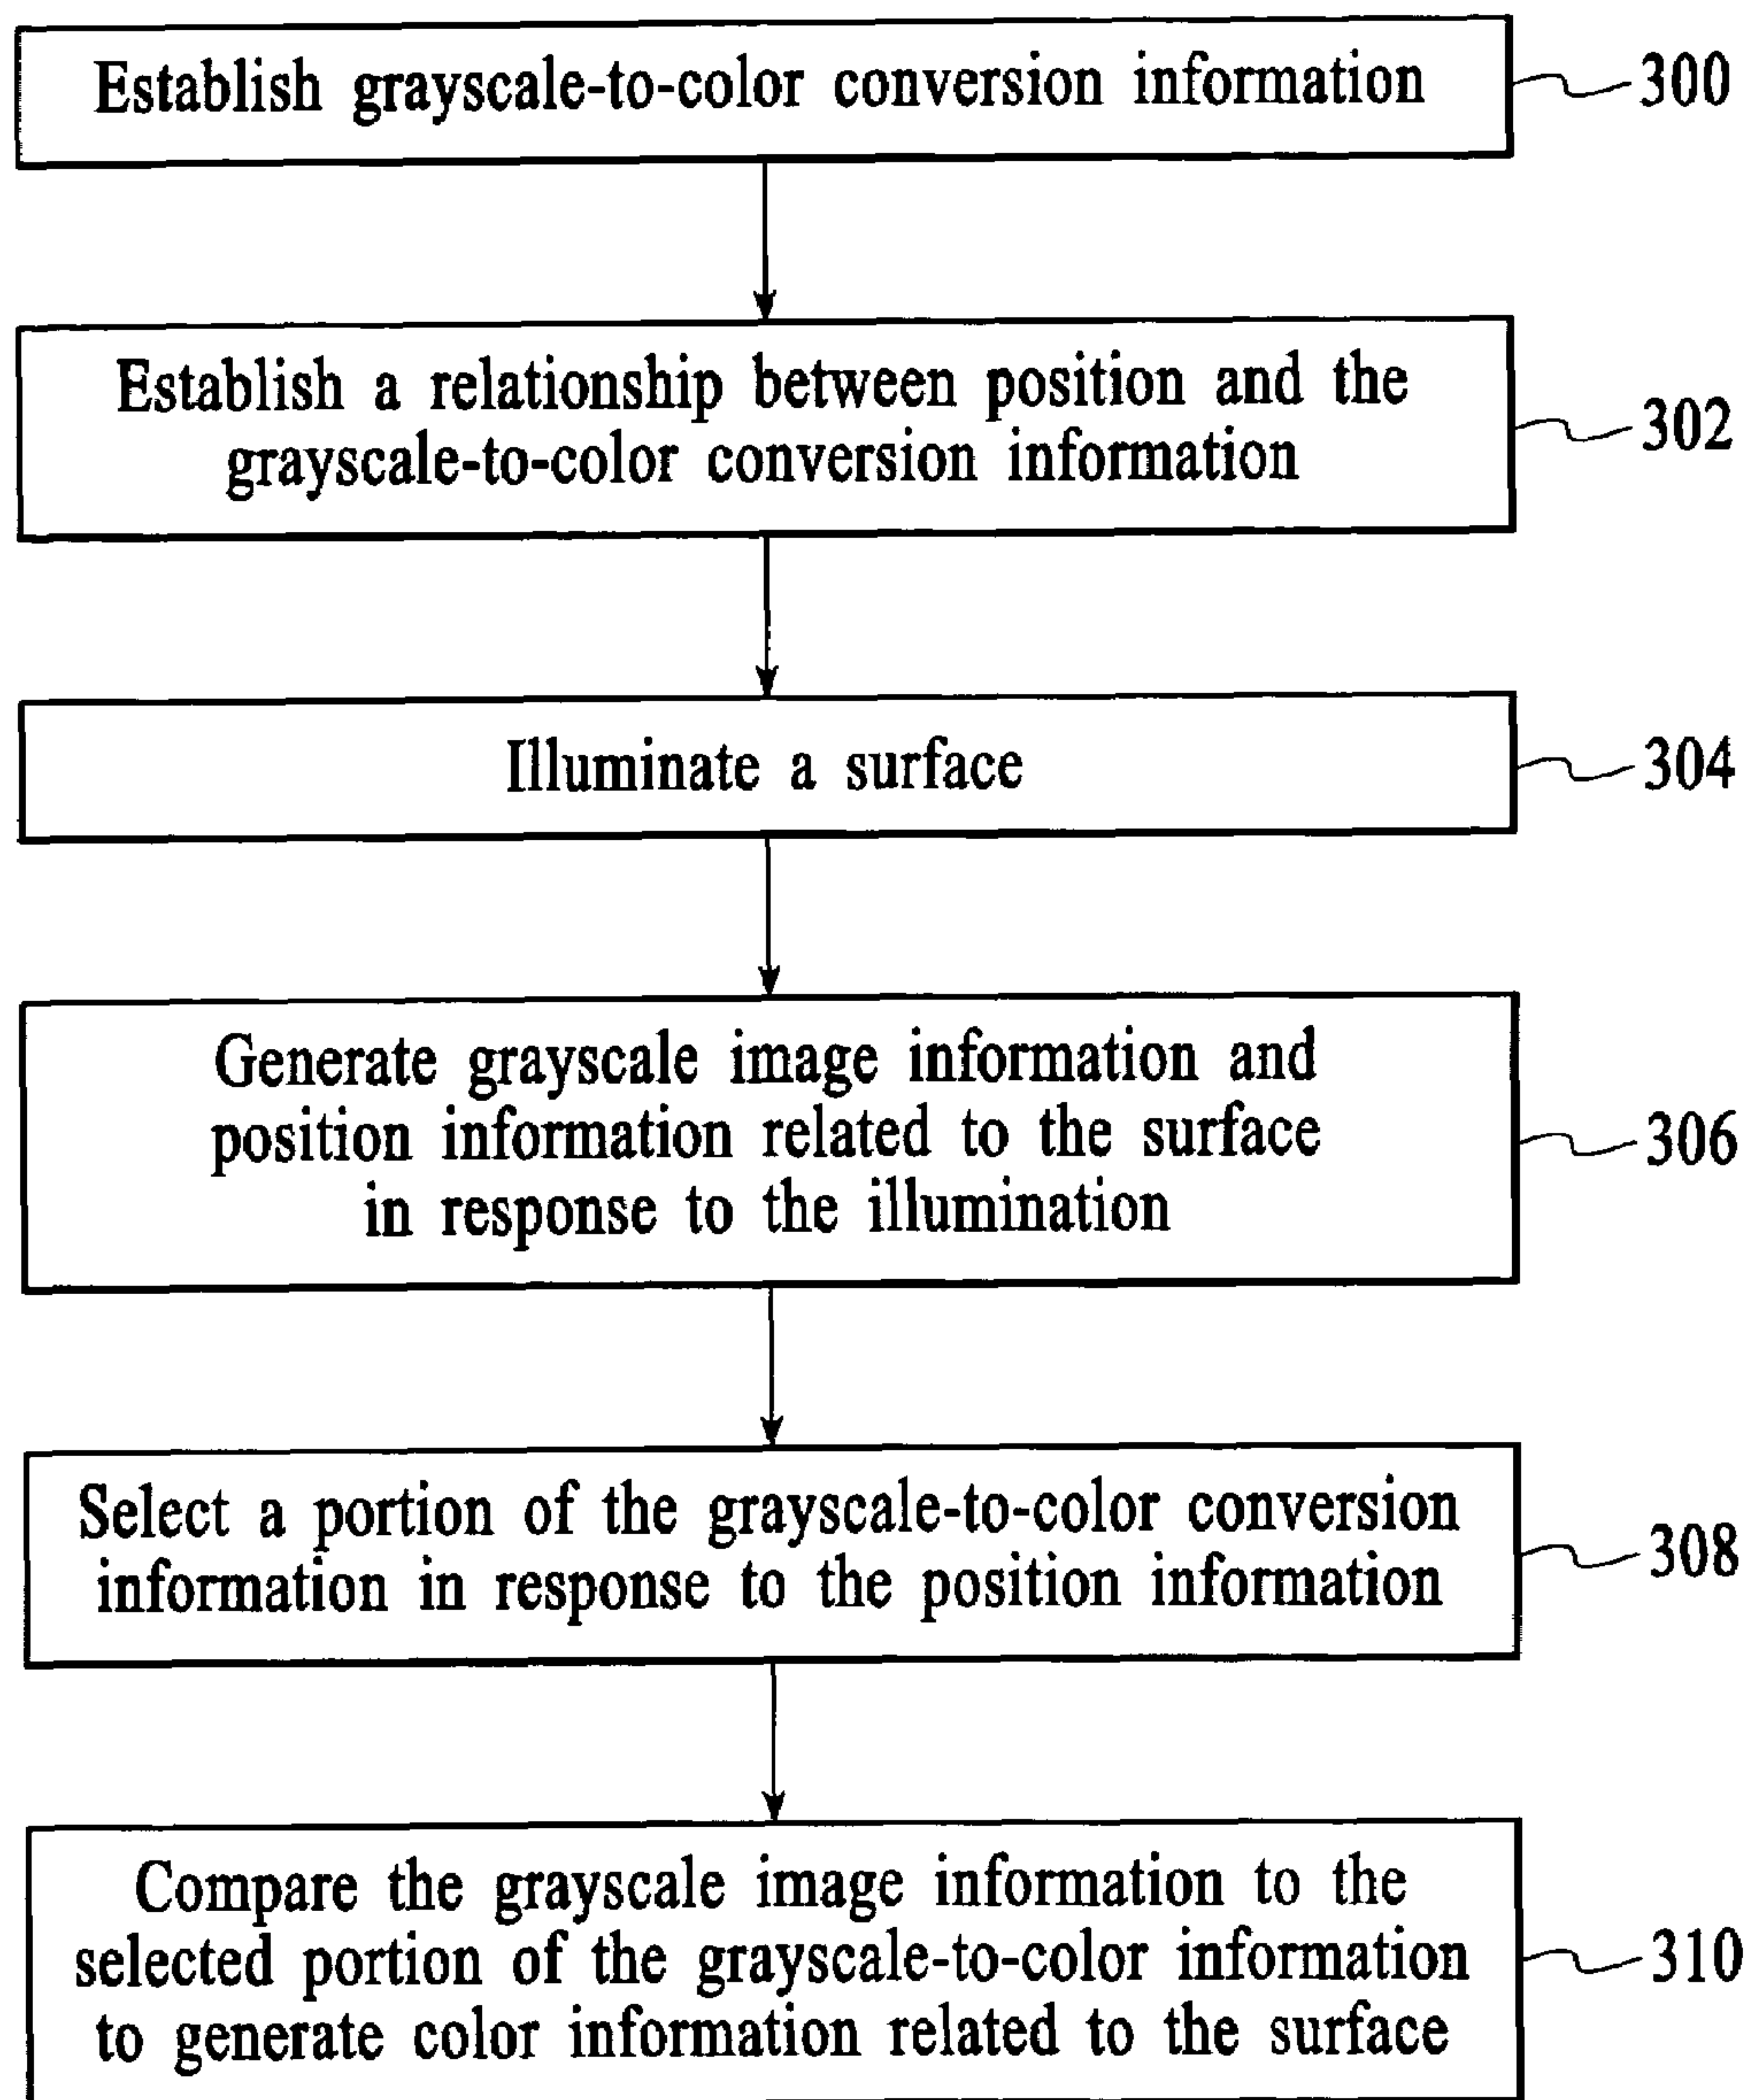 Establish grayscale-to-color conversion information
300
Establish a relationship between position and the
grayscale-to-color conversion information
302
Illuminate a surface
304
Generate grayscale image information and
position information related to the surface
in response to the illumination
306
Select a portion of the grayscale-to-color conversion
information in response to the position information
308
Compare the grayscale image information to the
selected portion of the grayscale-to-color information
to generate color information related to the surface
310